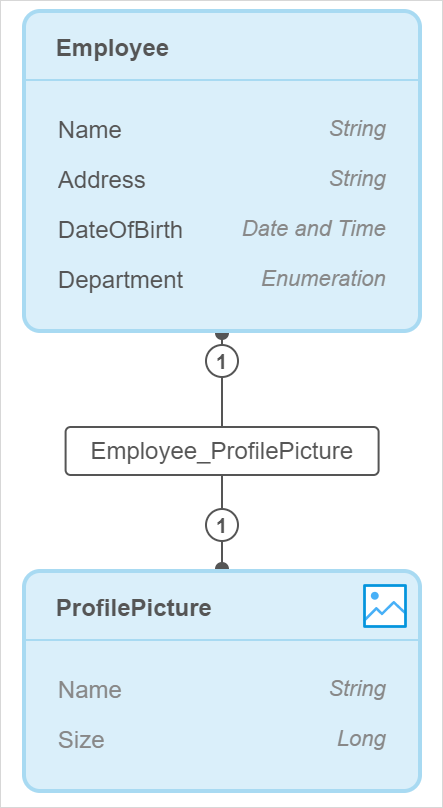 Employee
Name String
Address String
DateOfBirth Date and Time
Department Enumeration
1
Employee_ProfilePicture
1
ProfilePicture
Name String
Size Long